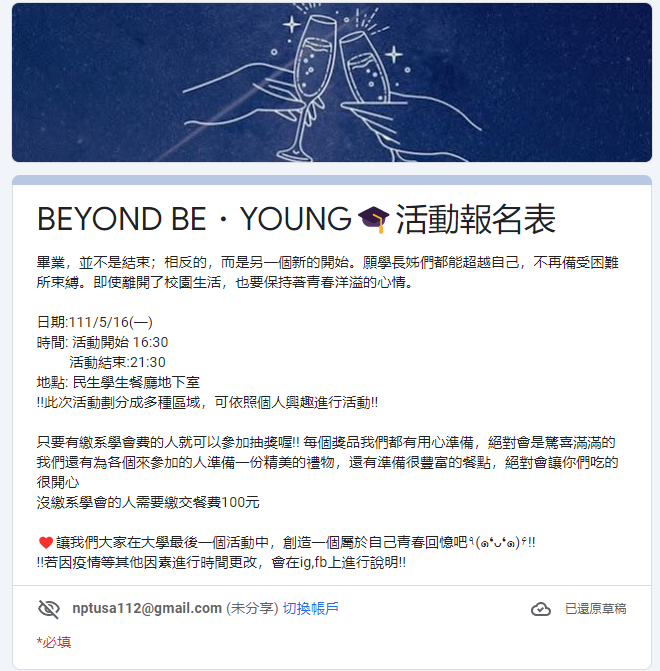 BEYOND BE・YOUNG🎓活動報名表
畢業，並不是結束；相反的，而是另一個新的開始。願學長姊們都能超越自己，不再備受困難
所束縛。即使離開了校園生活，也要保持著青春洋溢的心情。
日期:111/5/16(一)
時間: 活動開始 16:30
活動結束:21:30
地點: 民生學生餐廳地下室
!!此次活動劃分成多種區域，可依照個人興趣進行活動!!
只要有繳系學會費的人就可以參加抽獎喔!! 每個獎品我們都有用心準備，絕對會是驚喜滿滿的
我們還有為各個來參加的人準備一份精美的禮物，還有準備很豐富的餐點，絕對會讓你們吃的
很開心
沒繳系學會的人需要繳交餐費100元
❤️讓我們大家在大學最後一個活動中，創造一個屬於自己青春回憶吧٩(๑❛ᴗ❛๑)۶!!
!!若因疫情等其他因素進行時間更改，會在ig,fb上進行說明!!
nptusa112@gmail.com (未分享) 切換帳戶
已還原草稿
*必填